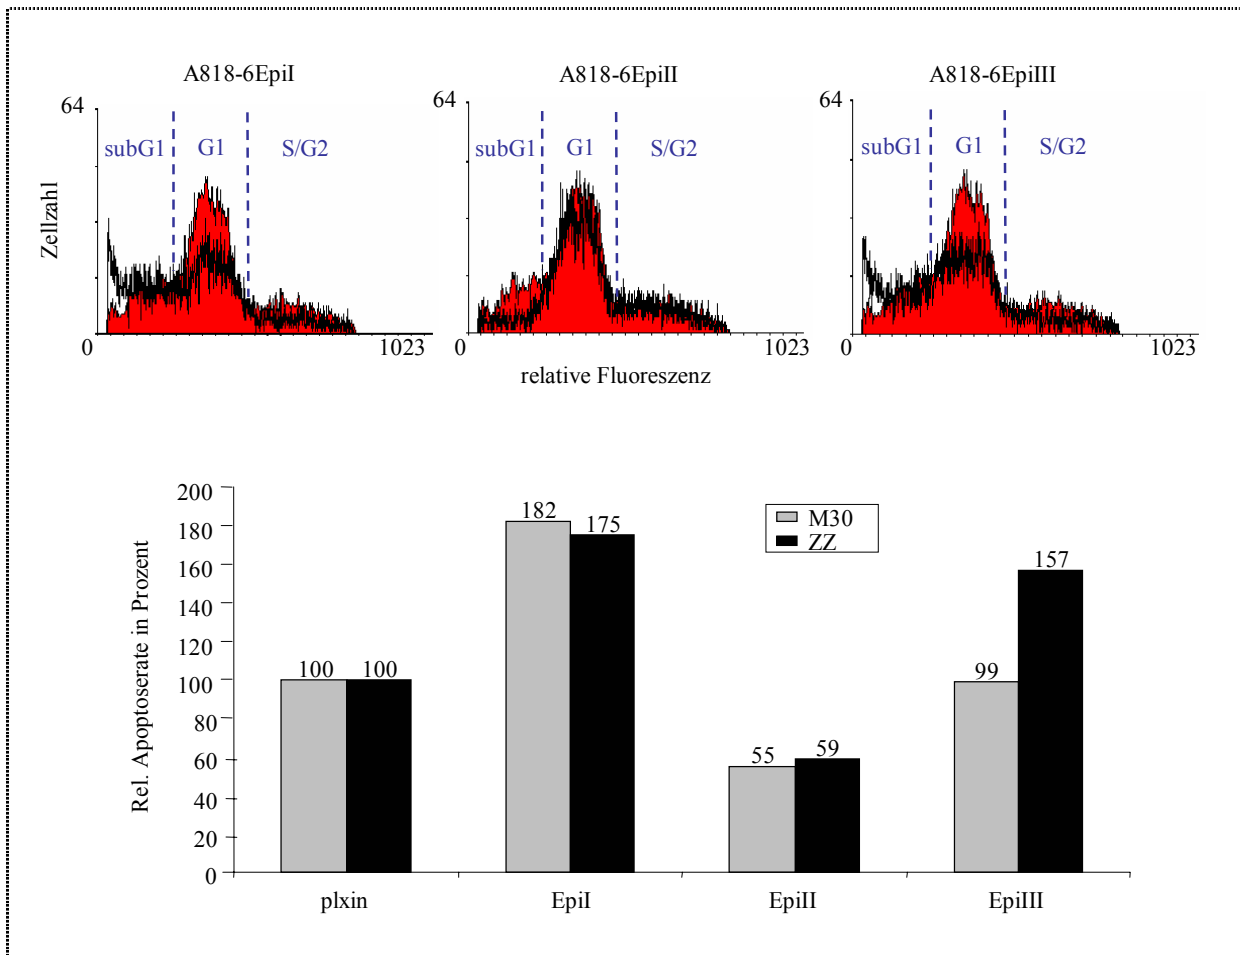 A818-6EpiI A818-6EpiII A818-6EpiIII
64 64 64
subG1 G1 S/G2 subG1 G1 S/G2 subG1 G1 S/G2
Zellzahl
0 1023 0 1023 0 1023
relative Fluoreszenz
Rel. Apoptoserate in Prozent
200
180
160
140
120
100
80
60
40
20
0
M30
ZZ
100 100 182 175 55 59 99 157
plxin EpiI EpiII EpiIII